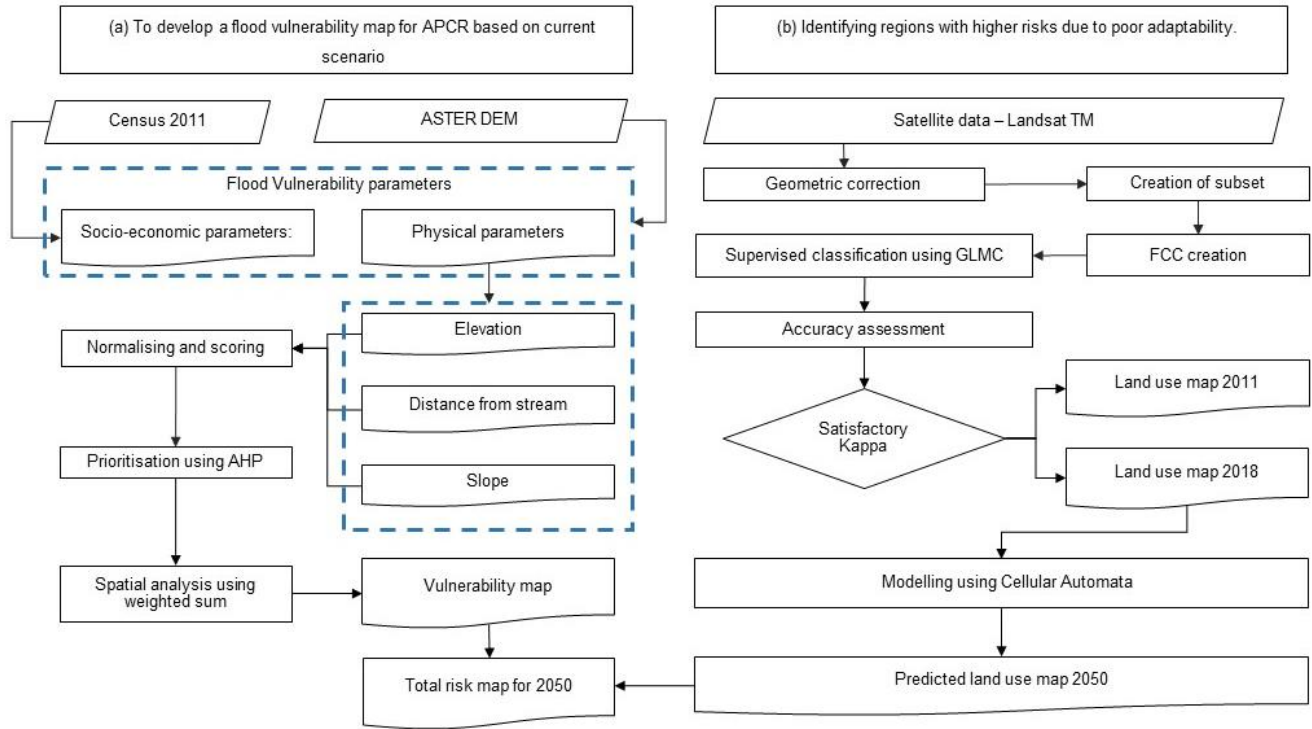 (a) To develop a flood vulnerability map for APCR based on current
scenario
Census 2011
ASTER DEM
Flood Vulnerability parameters
Socio-economic parameters:
Physical parameters
Elevation
Normalising and scoring
Distance from stream
Prioritisation using AHP
Slope
Spatial analysis using
weighted sum
Vulnerability map
Total risk map for 2050
(b) Identifying regions with higher risks due to poor adaptability.
Satellite data – Landsat TM
Geometric correction
Creation of subset
Supervised classification using GLMC
FCC creation
Accuracy assessment
Satisfactory
Kappa
Land use map 2011
Land use map 2018
Modelling using Cellular Automata
Predicted land use map 2050